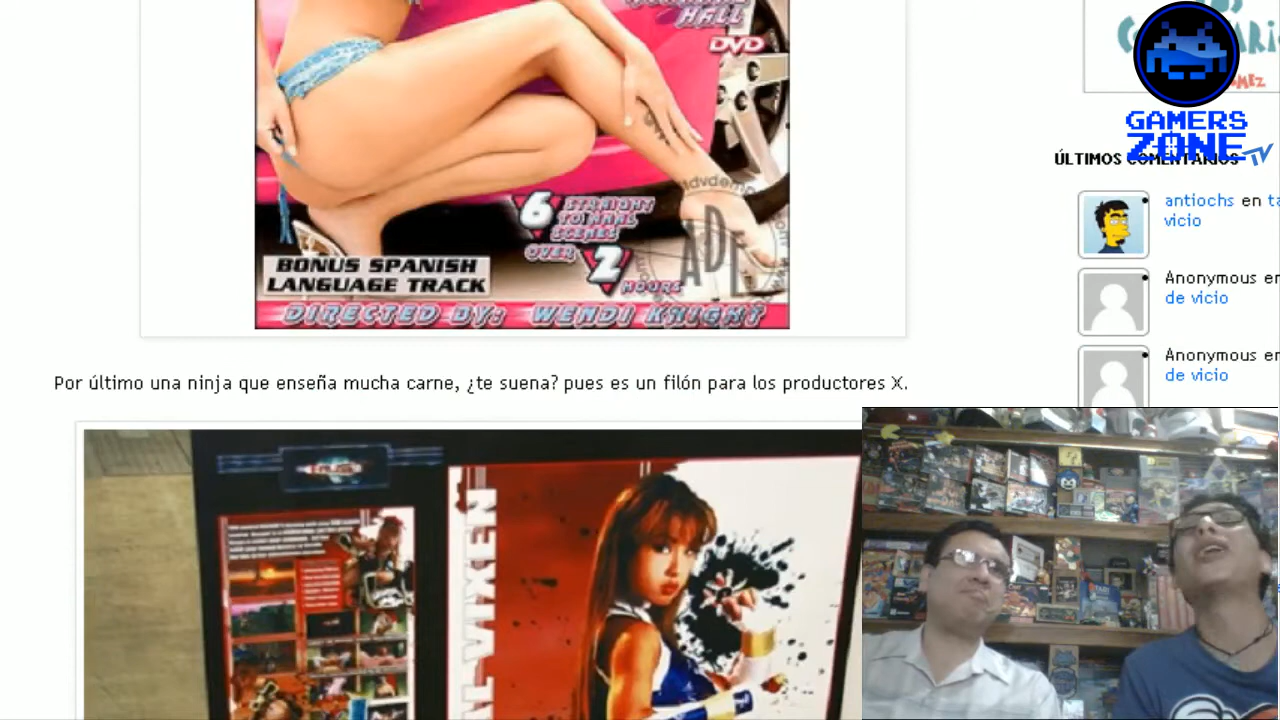 HALL
DVD
6
STRAIGHT
TO ANAL
SCENES
OVER
2
HOURS
BONUS SPANISH
LANGUAGE TRACK
DIRECTED BY: WENDI KNIGHT
Por último una ninja que enseña mucha carne, ¿te suena? pues es un filón para los productores X.
GAMERS
ZONE TV
ÚLTIMOS COMENTARIOS
antiochs en
vicio
Anonymous en
de vicio
Anonymous en
de vicio
VIXEN